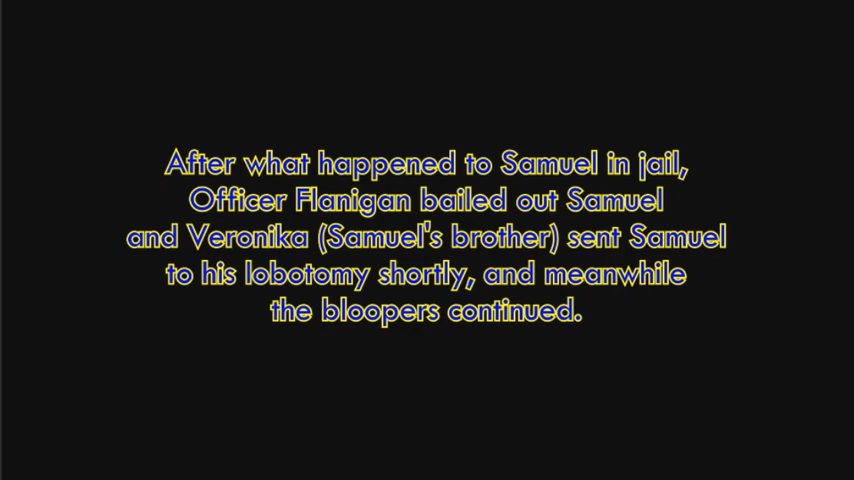 After what happened to Samuel in jail,
Officer Flanigan bailed out Samuel
and Veronika (Samuel's brother) sent Samuel
to his lobotomy shortly, and meanwhile
the bloopers continued.